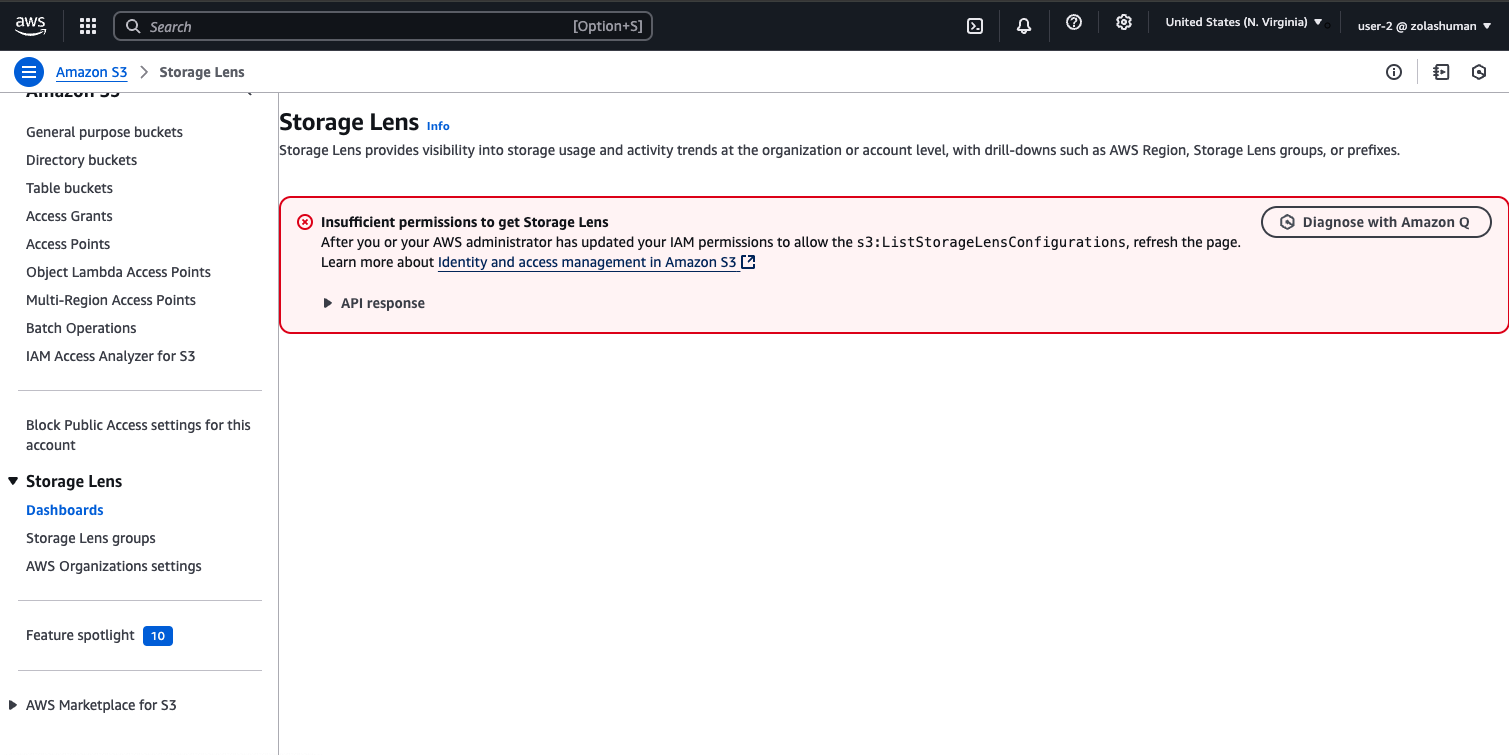 aws
Search
[Option+S]
United States (N. Virginia)
user-2 @ zolashuman
Amazon S3
Storage Lens
Amazon S3
General purpose buckets
Directory buckets
Table buckets
Access Grants
Access Points
Object Lambda Access Points
Multi-Region Access Points
Batch Operations
IAM Access Analyzer for S3
Block Public Access settings for this
account
Storage Lens
Dashboards
Storage Lens groups
AWS Organizations settings
Feature spotlight 10
AWS Marketplace for S3
Storage Lens Info
Storage Lens provides visibility into storage usage and activity trends at the organization or account level, with drill-downs such as AWS Region, Storage Lens groups, or prefixes.
Insufficient permissions to get Storage Lens
After you or your AWS administrator has updated your IAM permissions to allow the s3:ListStorageLensConfigurations, refresh the page.
Learn more about Identity and access management in Amazon S3
API response
Diagnose with Amazon Q